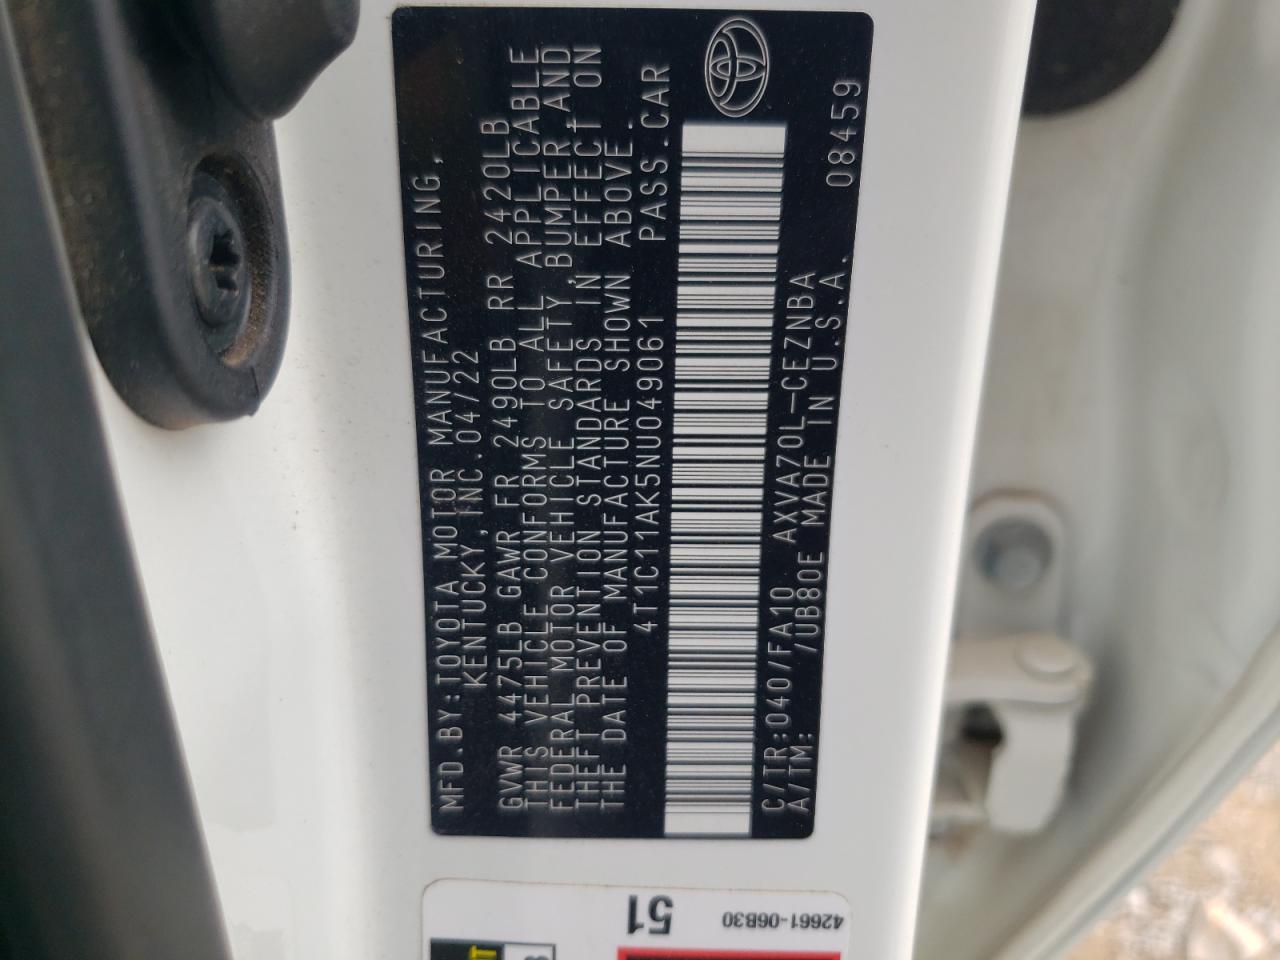 MFD.BY:TOYOTA MOTOR MANUFACTURING,
KENTUCKY, INC. 04/22
GVWR 4475LB GAWR FR 2490LB RR 2420LB
THIS VEHICLE CONFORMS TO ALL APPLICABLE
FEDERAL MOTOR VEHICLE SAFETY, BUMPER, AND
THEFT PREVENTION STANDARDS IN EFFECT ON
THE DATE OF MANUFACTURE SHOWN ABOVE.
4T1C11AK5NU049061 PASS.CAR
C/TR:040/FA10 AXVA70L-CEZNBA 08459
A/TM: /UB80E MADE IN U.S.A.
51
42661-06B30